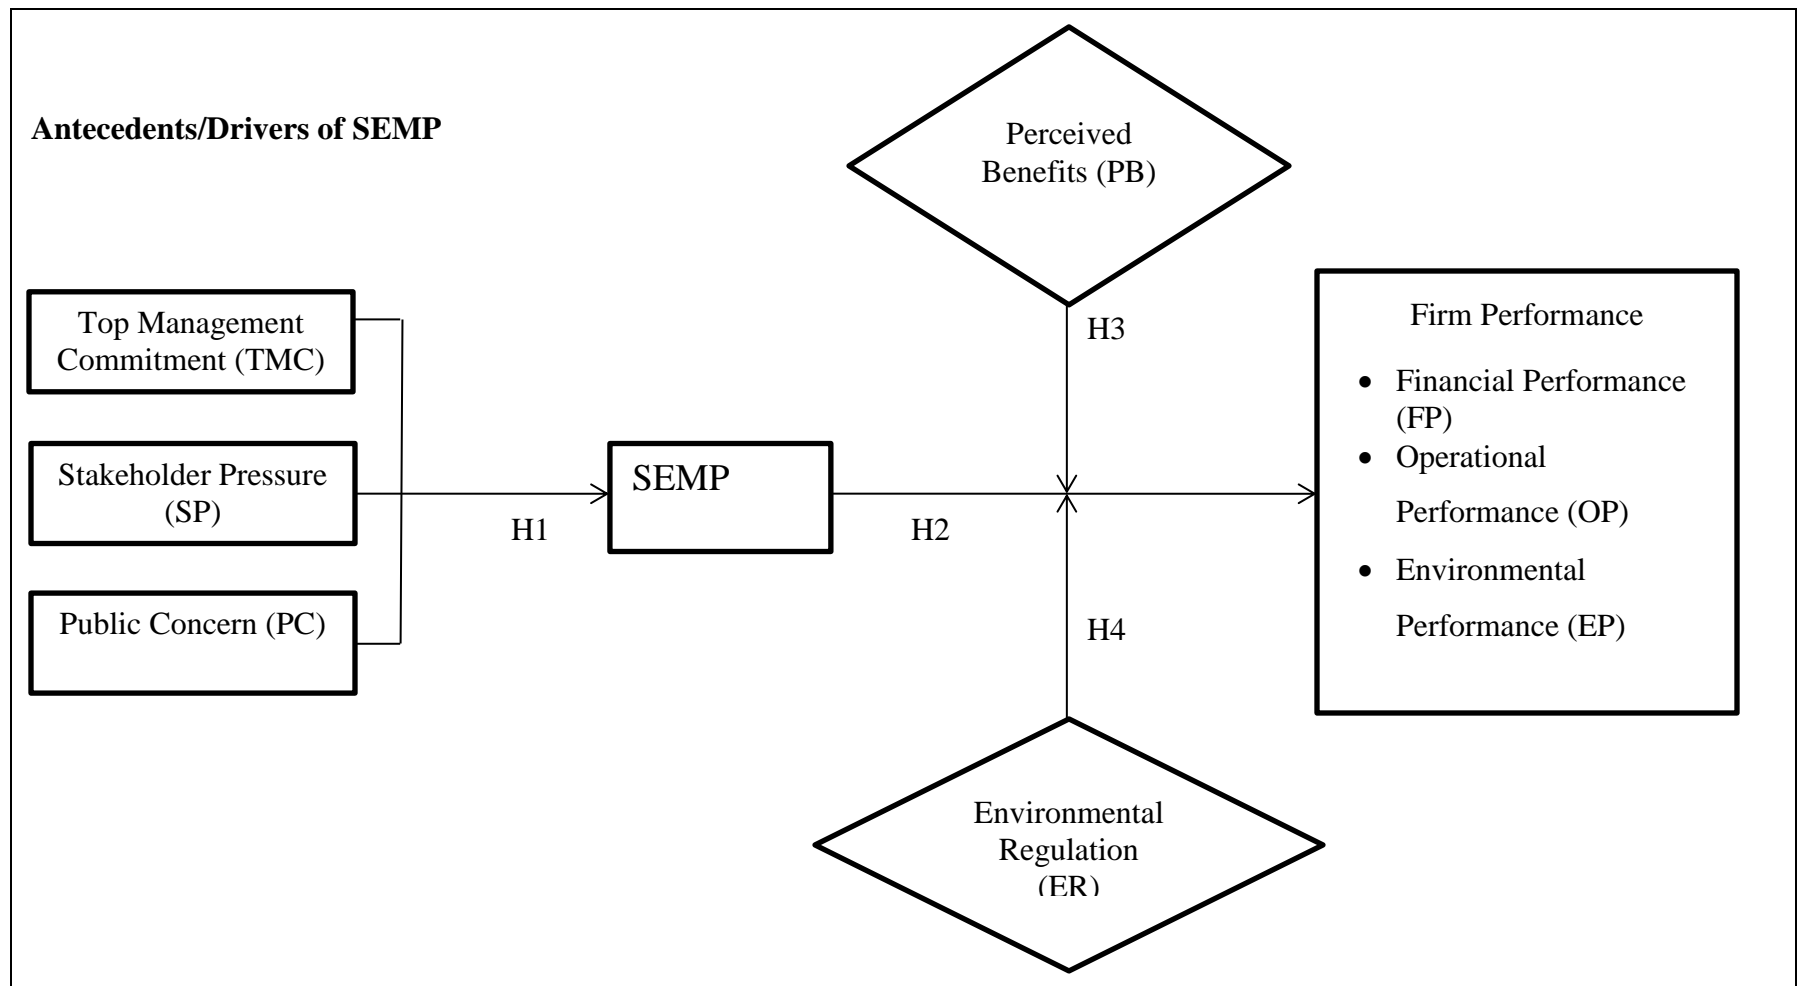 Antecedents/Drivers of SEMP
Perceived
Benefits (PB)
Top Management
Commitment (TMC)
Stakeholder Pressure
(SP)
Public Concern (PC)
H1
SEMP
H2
H3
H4
Environmental
Regulation
(ER)
Firm Performance
• Financial Performance
(FP)
• Operational
Performance (OP)
• Environmental
Performance (EP)